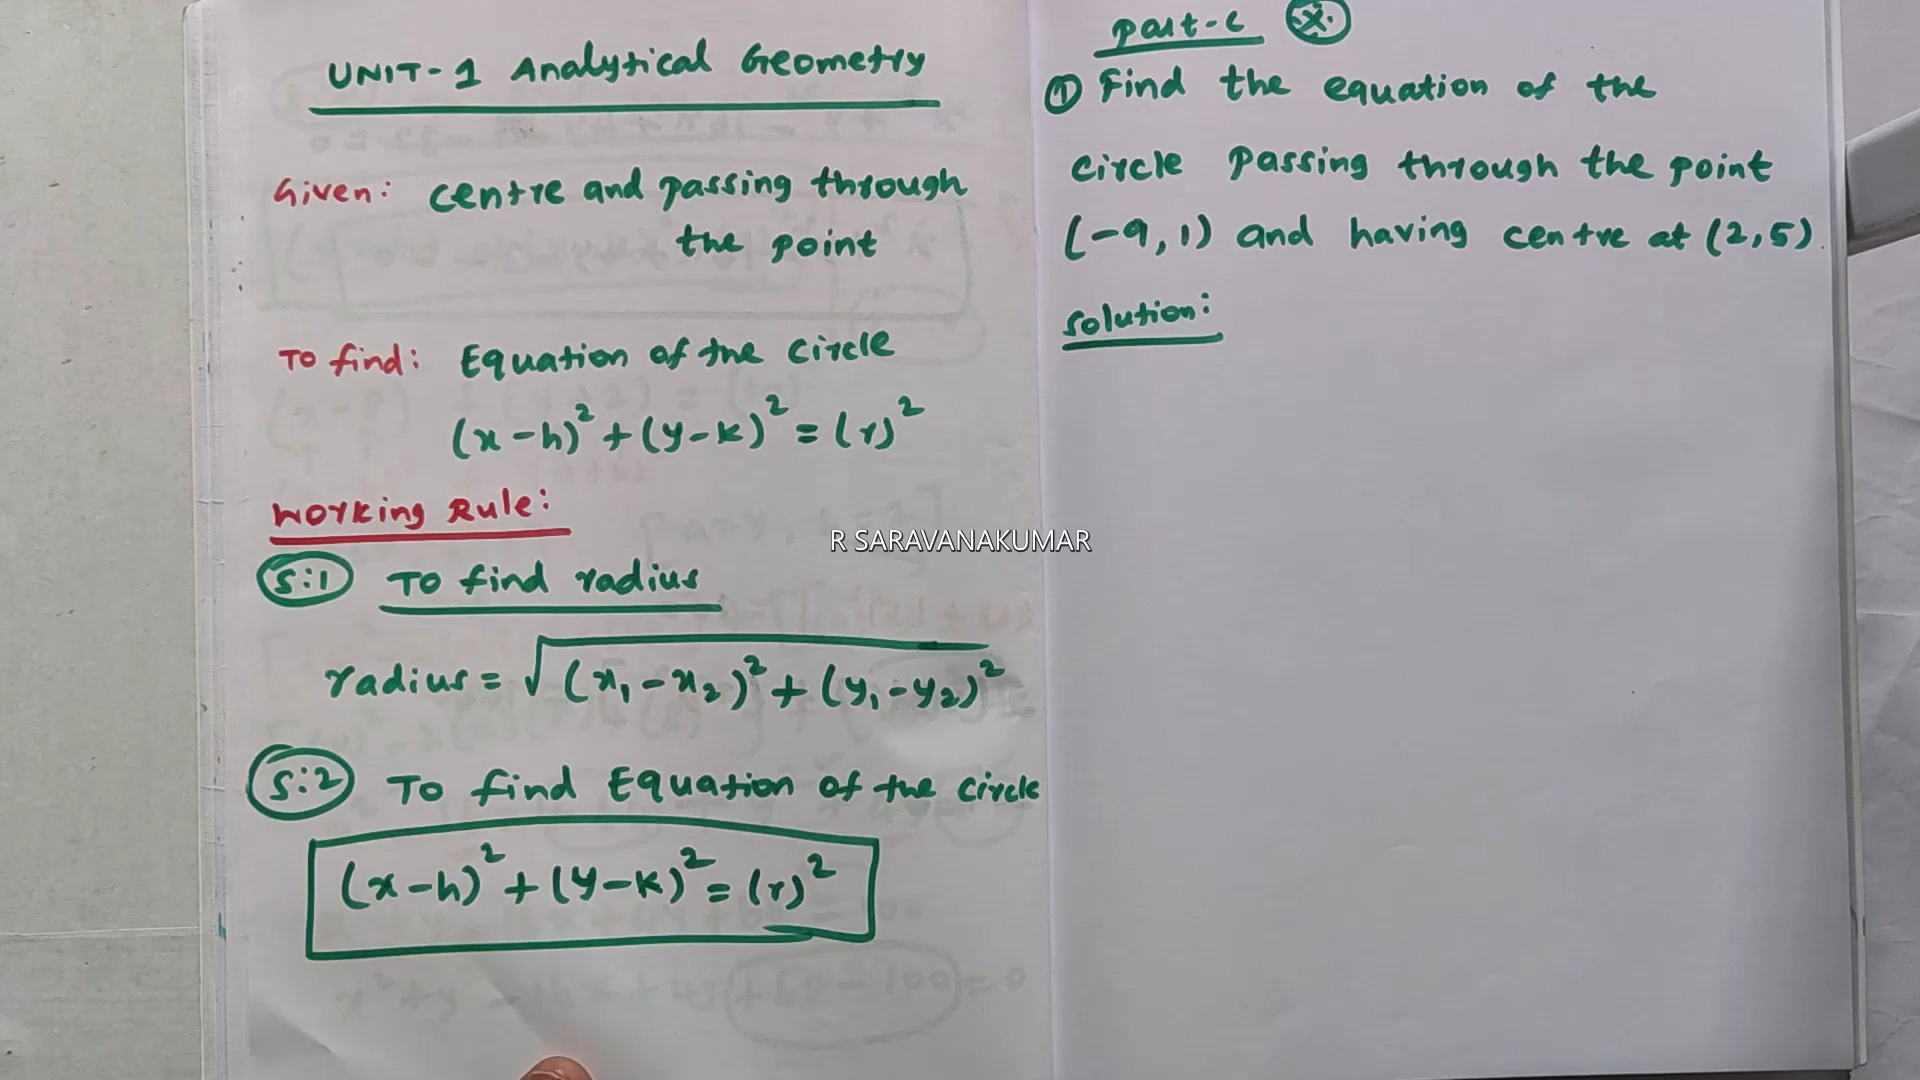 UNIT-1 Analytical Geometry
Given: centre and passing through
the point
To find: Equation of the circle
(x-h)² + (y-k)² = (r)²
Working Rule:
S:1 To find radius
radius = √(x₁-x₂)² + (y₁-y₂)²
S:2 To find Equation of the circle
(x-h)² + (y-k)² = (r)²
Part-C (X)
① Find the equation of the
circle passing through the point
(-9,1) and having centre at (2,5).
Solution:
R SARAVANAKUMAR